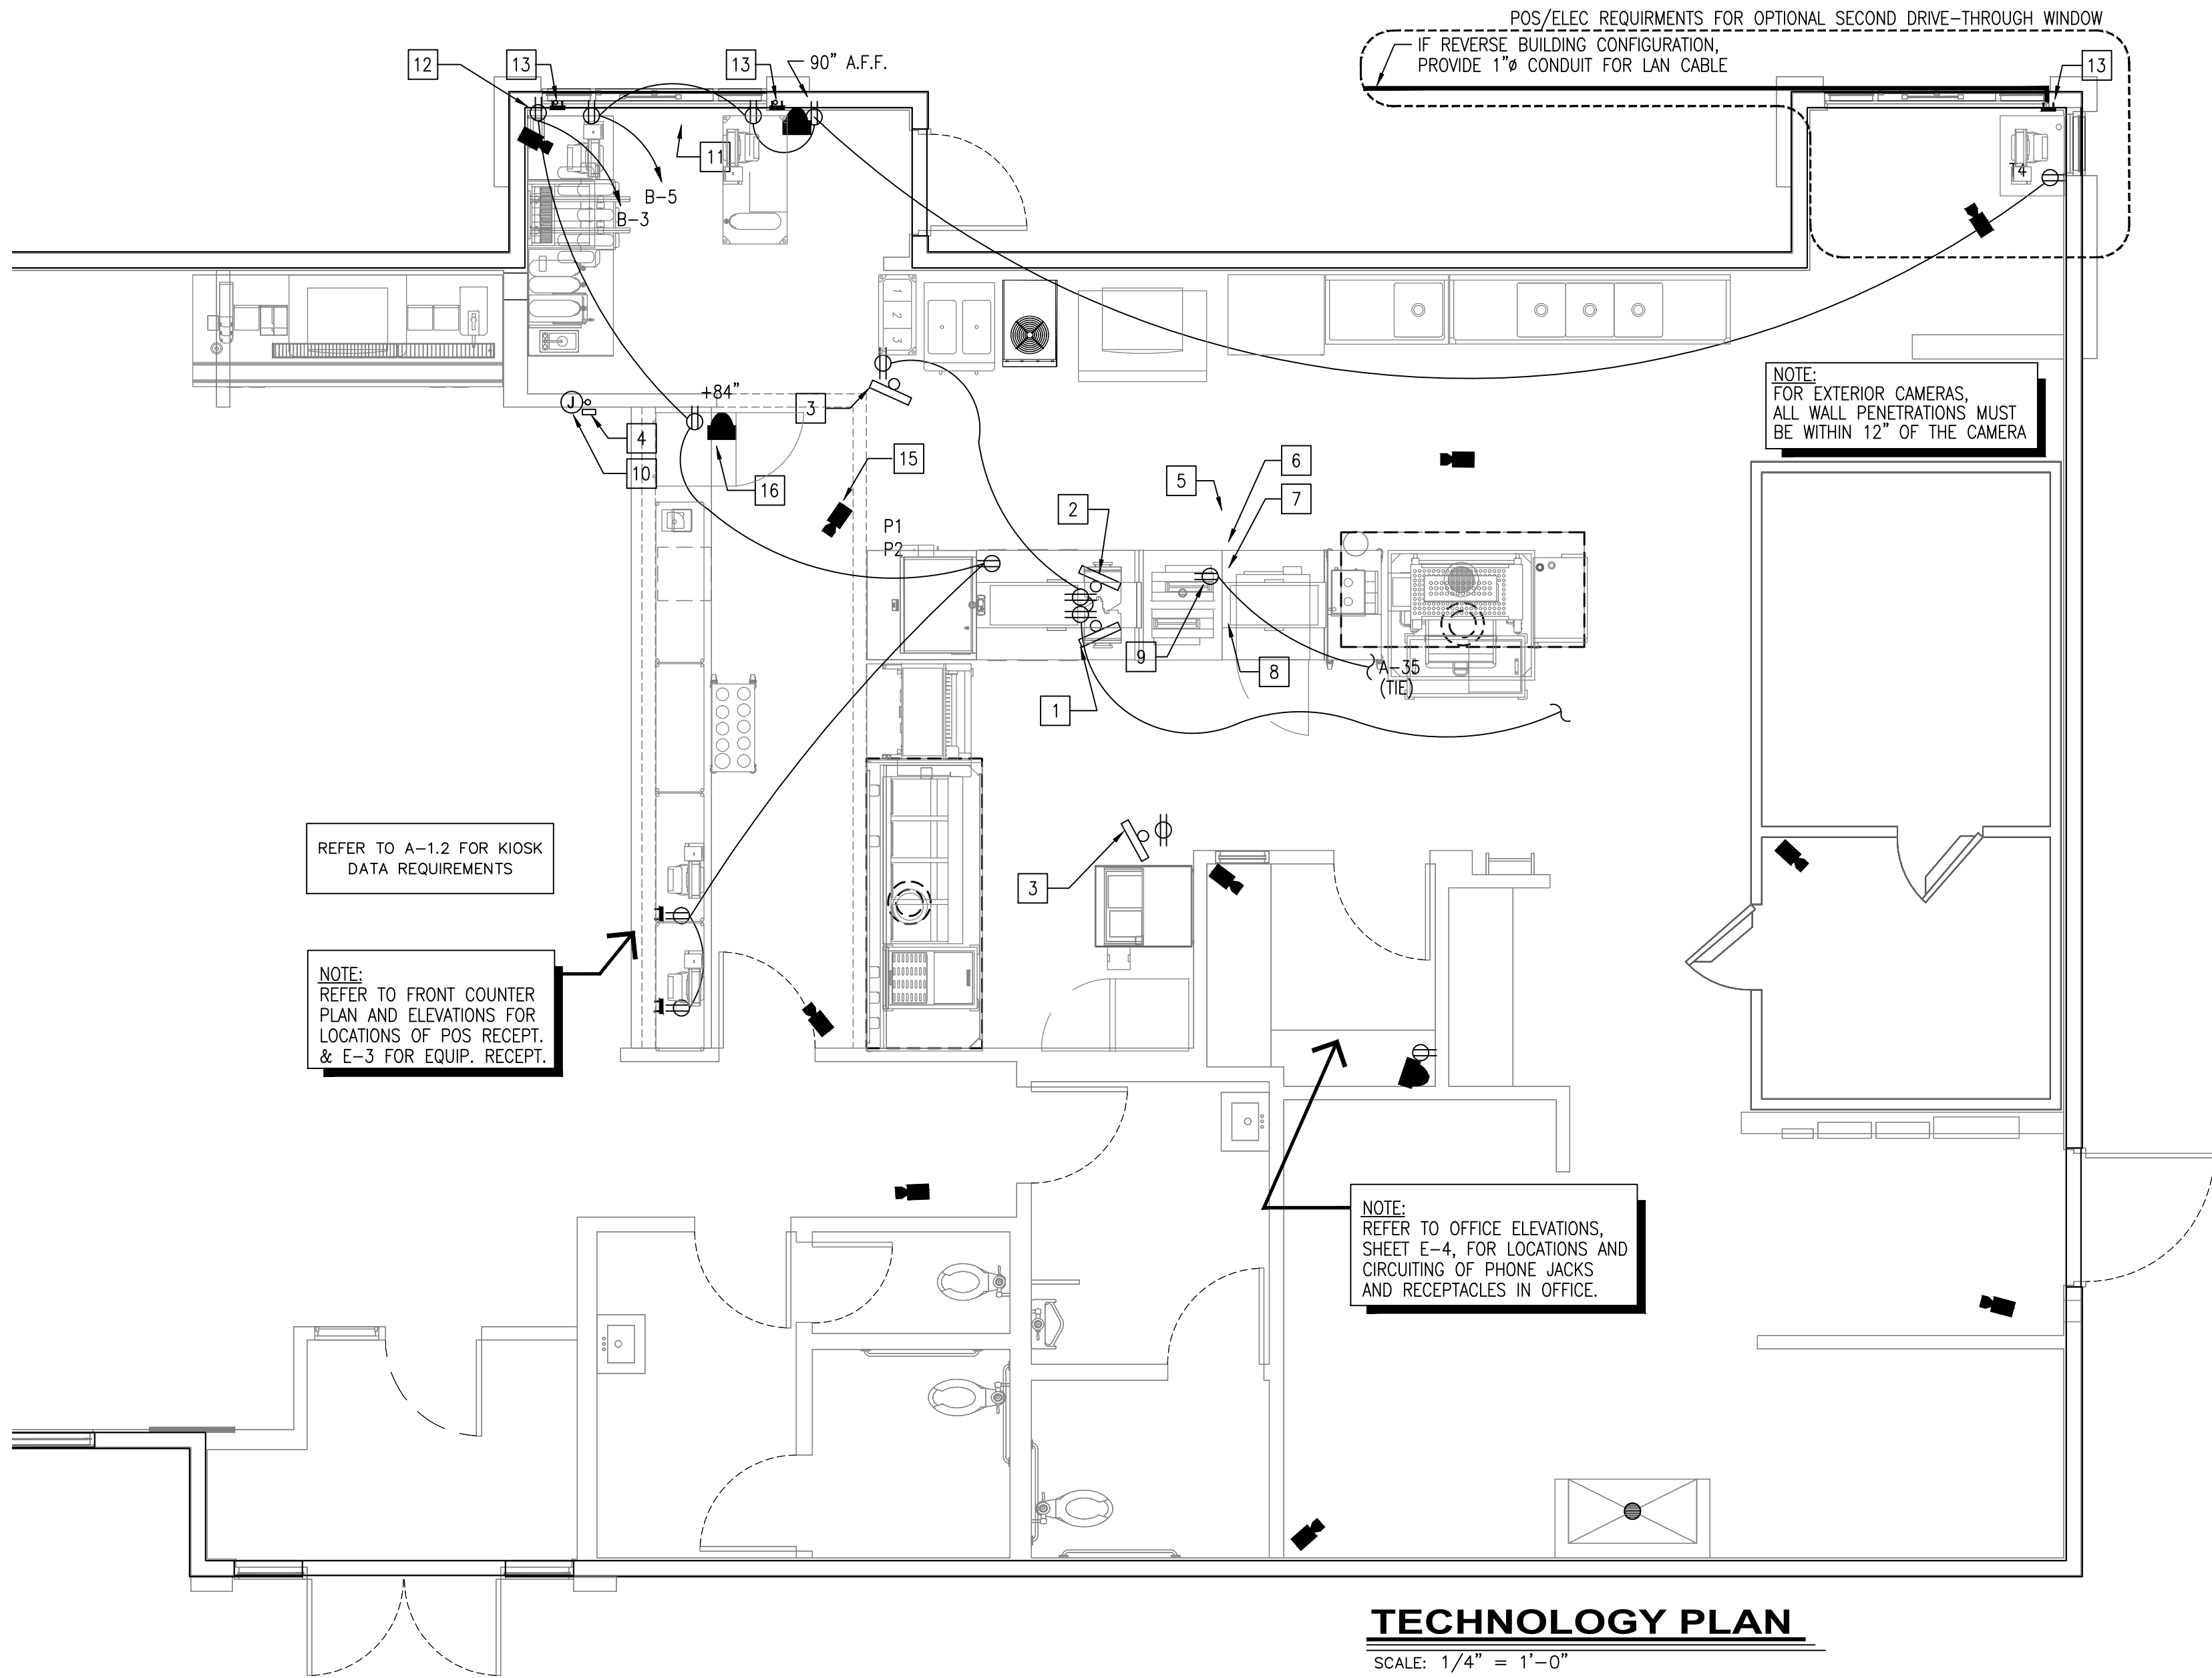 POS/ELEC REQUIRMENTS FOR OPTIONAL SECOND DRIVE-THROUGH WINDOW
IF REVERSE BUILDING CONFIGURATION,
PROVIDE 1"ø CONDUIT FOR LAN CABLE
12
13
13
90" A.F.F.
13
11
B-5
B-3
T4
1
2
3
NOTE:
FOR EXTERIOR CAMERAS,
ALL WALL PENETRATIONS MUST
BE WITHIN 12" OF THE CAMERA
+84"
3
J
4
10
16
15
6
5
7
2
P1
P2
9
8
A-35
(TIE)
1
REFER TO A-1.2 FOR KIOSK
DATA REQUIREMENTS
3
NOTE:
REFER TO FRONT COUNTER
PLAN AND ELEVATIONS FOR
LOCATIONS OF POS RECEPT.
& E-3 FOR EQUIP. RECEPT.
NOTE:
REFER TO OFFICE ELEVATIONS,
SHEET E-4, FOR LOCATIONS AND
CIRCUITING OF PHONE JACKS
AND RECEPTACLES IN OFFICE.
TECHNOLOGY PLAN
SCALE: 1/4" = 1'-0"